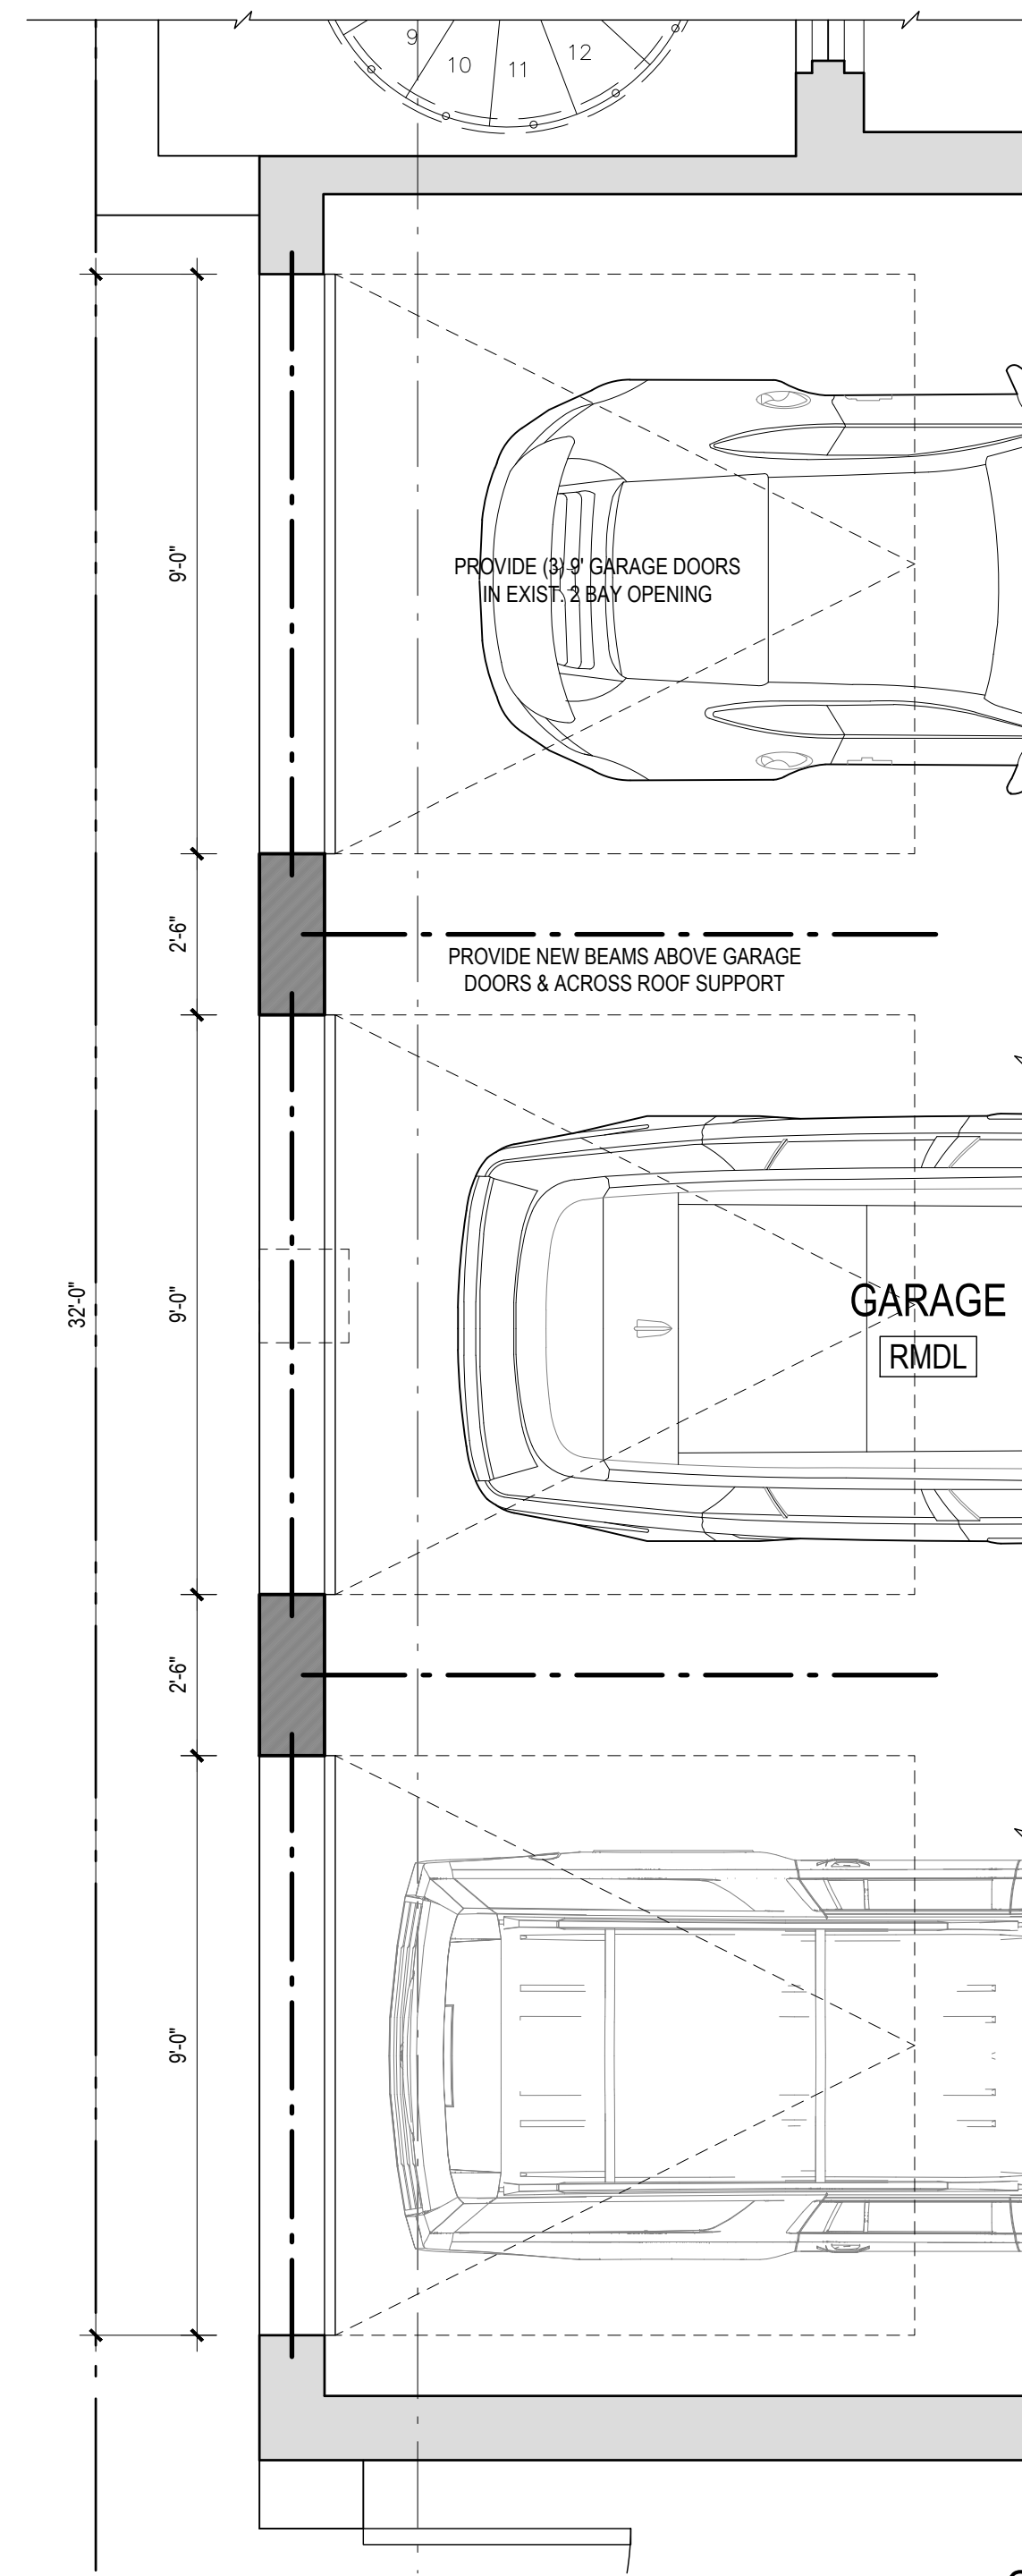 9
10
11
12
9'-0"
PROVIDE (3) 9' GARAGE DOORS
IN EXIST. 2 BAY OPENING
2'-6"
PROVIDE NEW BEAMS ABOVE GARAGE
DOORS & ACROSS ROOF SUPPORT
32'-0"
9'-0"
GARAGE
RMDL
2'-6"
9'-0"